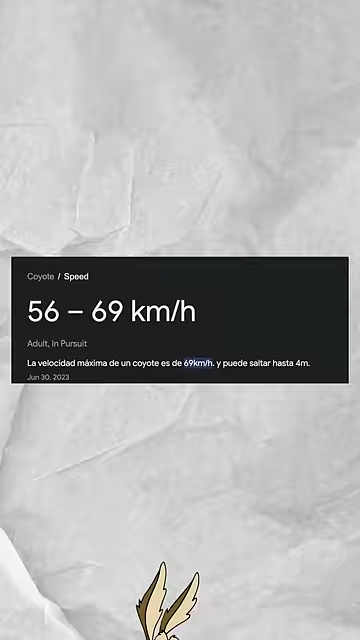 Coyote / Speed
56 – 69 km/h
Adult, In Pursuit
La velocidad máxima de un coyote es de 69km/h. y puede saltar hasta 4m.
Jun 30, 2023